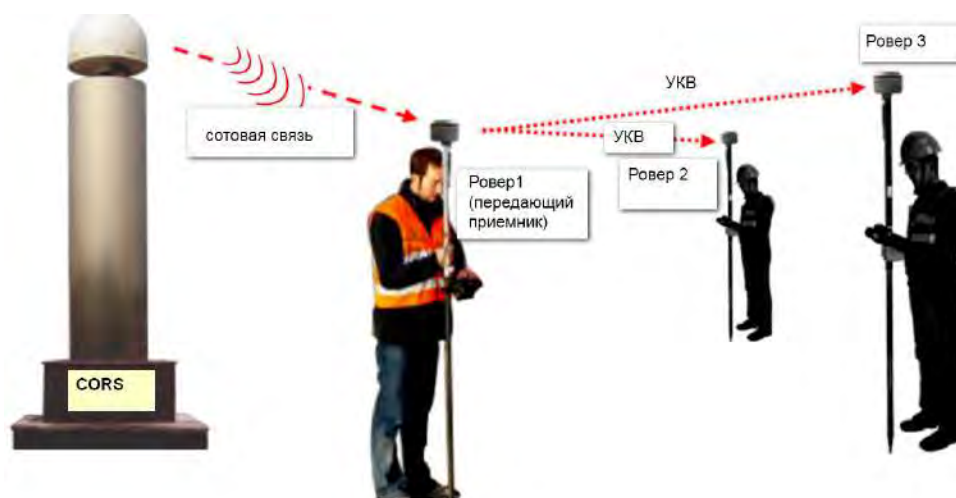 Ровер 3
УКВ
сотовая связь
УКВ
Ровер1
(передающий
приемник)
Ровер 2
CORS